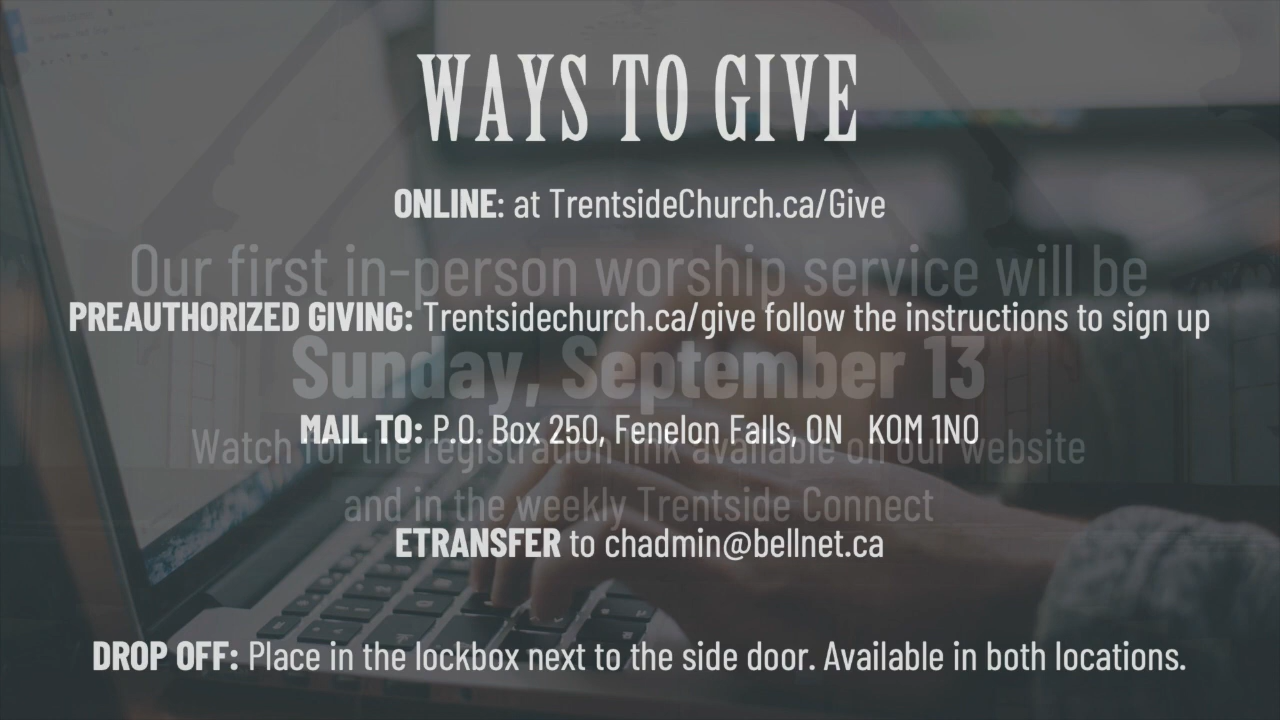 WAYS TO GIVE
ONLINE: at TrentsideChurch.ca/Give
Our first in-person worship service will be
PREAUTHORIZED GIVING: Trentsidechurch.ca/give follow the instructions to sign up
Sunday, September 13
MAIL TO: P.O. Box 250, Fenelon Falls, ON K0M 1N0
Watch for the registration link available on our website
and in the weekly Trentside Connect
ETRANSFER to chadmin@bellnet.ca
DROP OFF: Place in the lockbox next to the side door. Available in both locations.